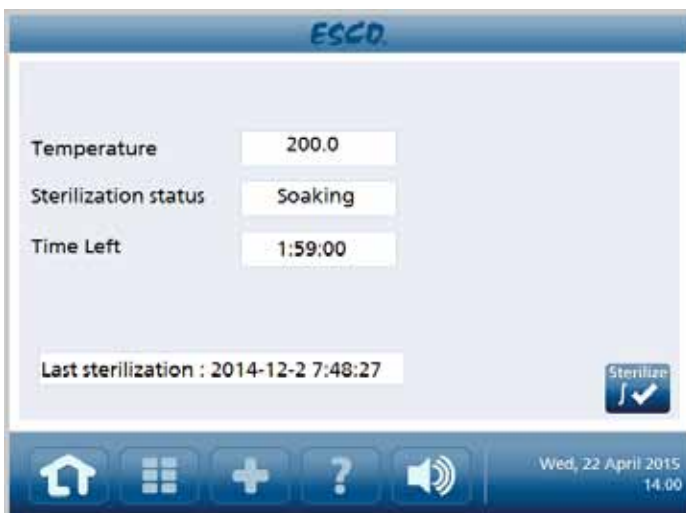 ESCO
Temperature 200.0
Sterilization status Soaking
Time Left 1:59:00
Last sterilization : 2014-12-2 7:48:27
Sterilize
Wed, 22 April 2015
14.00